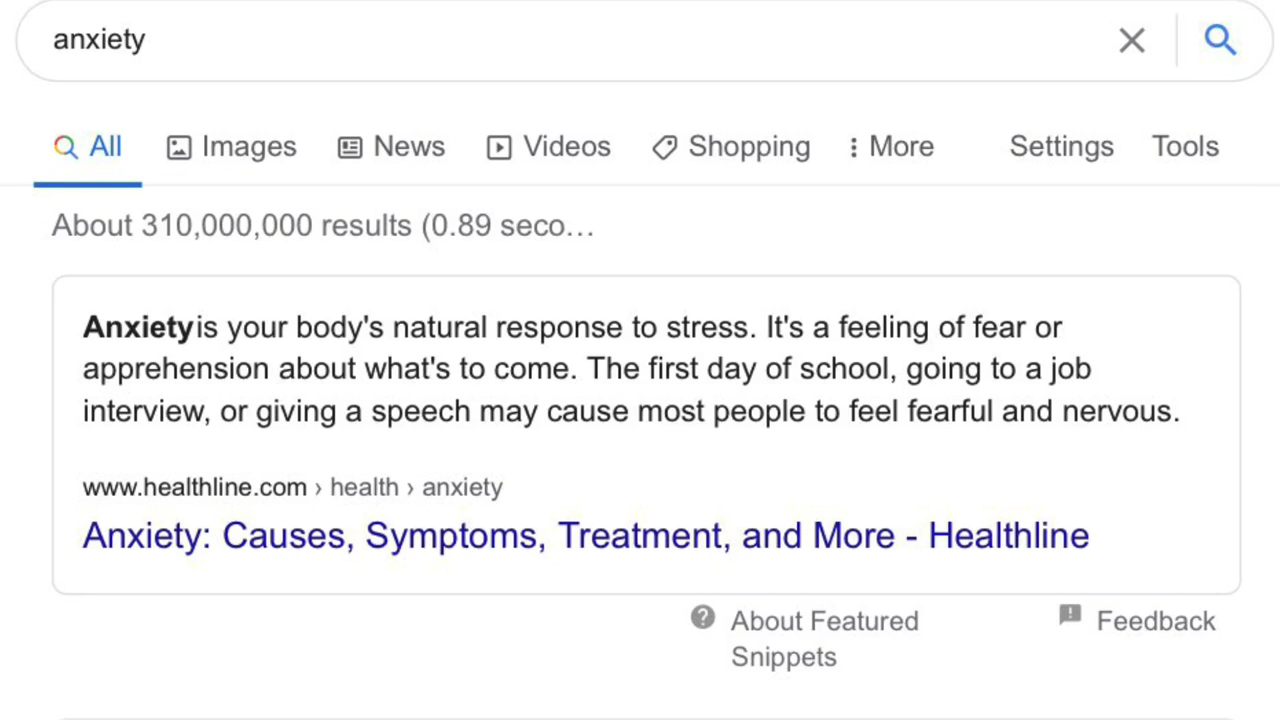 anxiety
All Images News Videos Shopping More Settings Tools
About 310,000,000 results (0.89 seco...
Anxiety is your body's natural response to stress. It's a feeling of fear or
apprehension about what's to come. The first day of school, going to a job
interview, or giving a speech may cause most people to feel fearful and nervous.
www.healthline.com › health › anxiety
Anxiety: Causes, Symptoms, Treatment, and More - Healthline
About Featured Feedback
Snippets